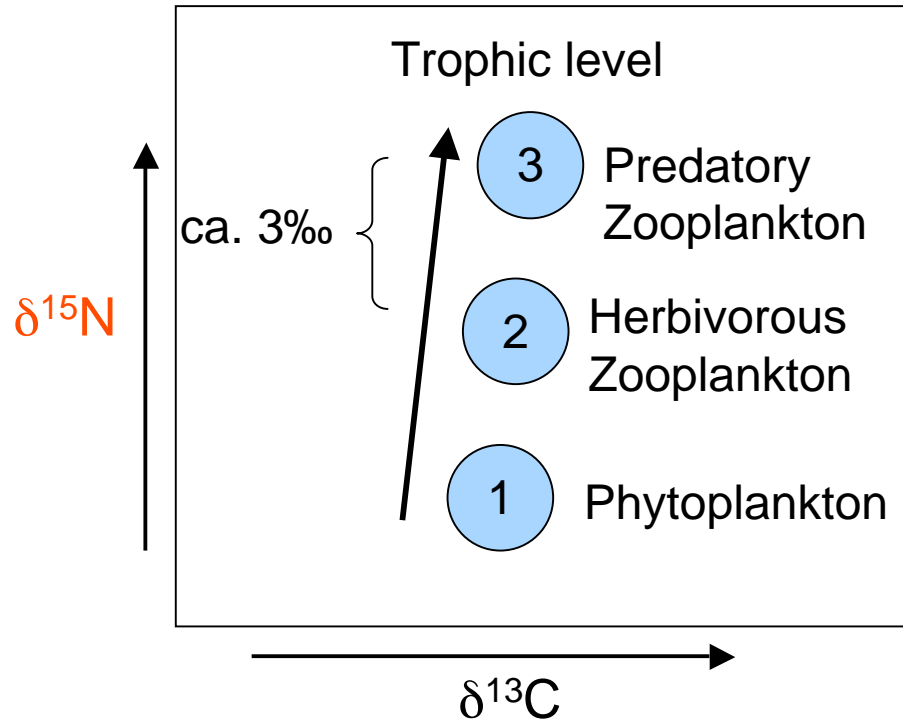 Trophic level
3
Predatory
Zooplankton
ca. 3‰
δ¹⁵N
2
Herbivorous
Zooplankton
1
Phytoplankton
δ¹³C